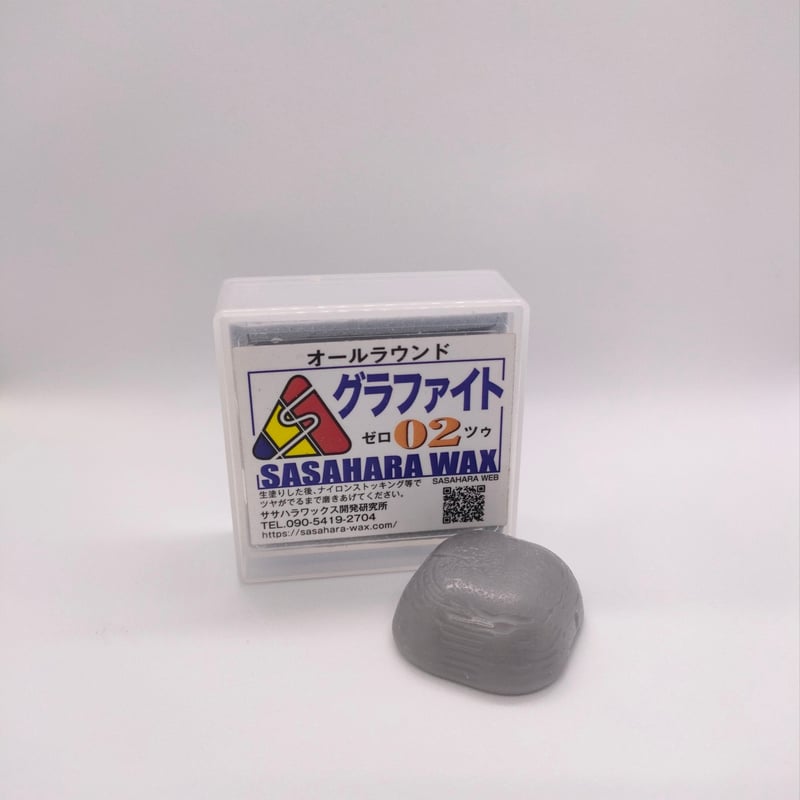 オールラウンド
グラファイト
ゼロ 02 ツゥ
SASAHARA WAX
生塗りした後、ナイロンストッキング等で
ツヤがでるまで磨きあげてください。
SASAHARA WEB
ササハラワックス開発研究所
TEL.090-5419-2704
https://sasahara-wax.com/